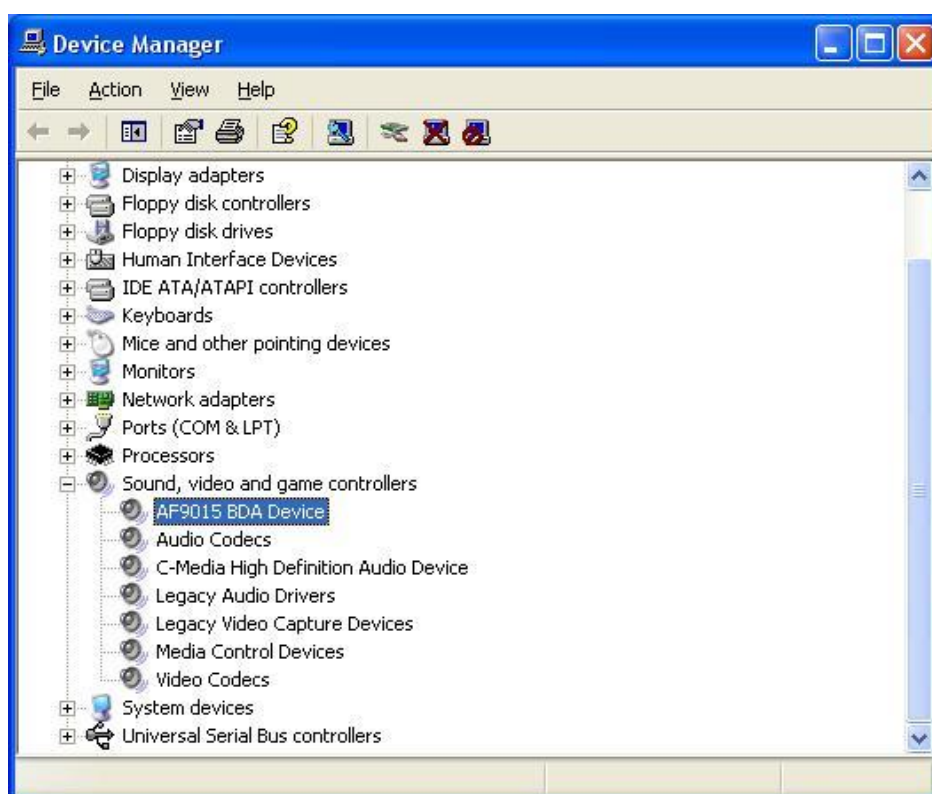 Device Manager
File Action View Help
Display adapters
Floppy disk controllers
Floppy disk drives
Human Interface Devices
IDE ATA/ATAPI controllers
Keyboards
Mice and other pointing devices
Monitors
Network adapters
Ports (COM & LPT)
Processors
Sound, video and game controllers
AF9015 BDA Device
Audio Codecs
C-Media High Definition Audio Device
Legacy Audio Drivers
Legacy Video Capture Devices
Media Control Devices
Video Codecs
System devices
Universal Serial Bus controllers